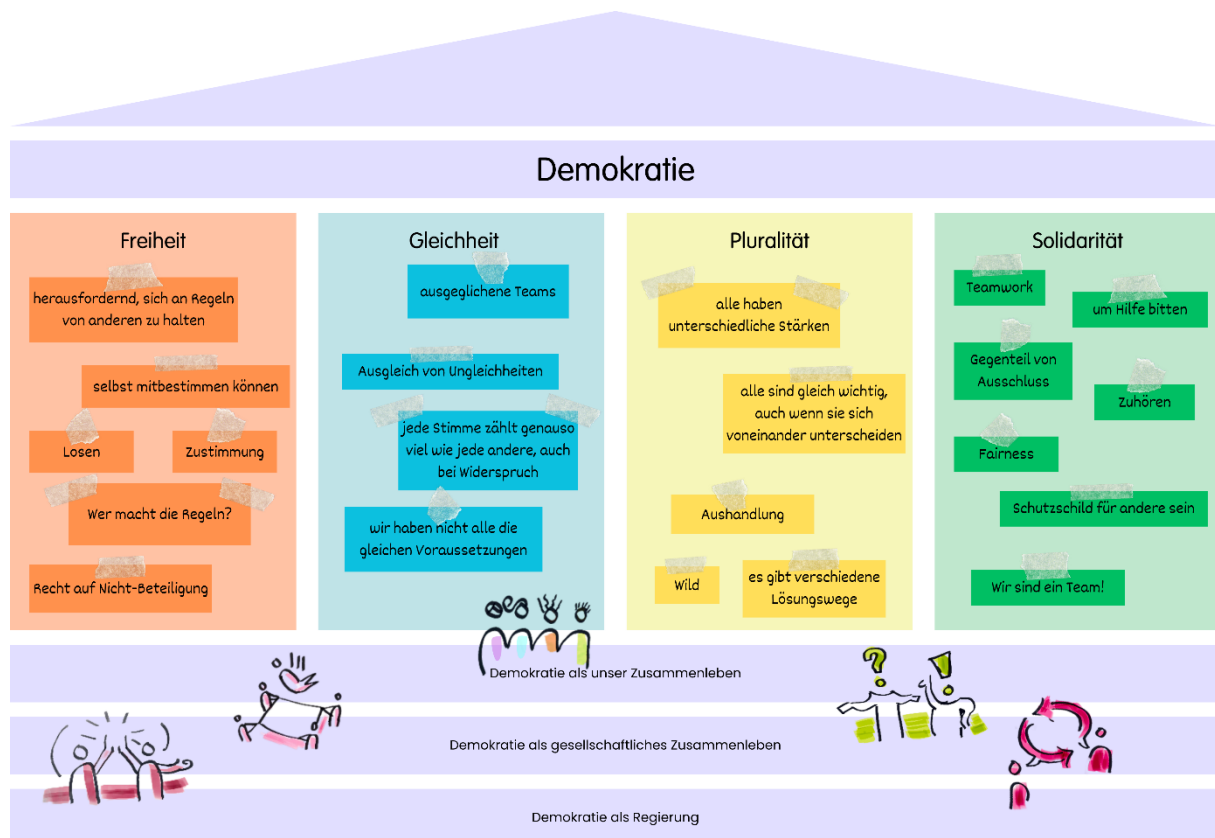 Demokratie
Freiheit
herausfordernd, sich an Regeln
von anderen zu halten
selbst mitbestimmen können
Losen
Zustimmung
Wer macht die Regeln?
Recht auf Nicht-Beteiligung
Gleichheit
ausgeglichene Teams
Ausgleich von Ungleichheiten
jede Stimme zählt genauso
viel wie jede andere, auch
bei Widerspruch
wir haben nicht alle die
gleichen Voraussetzungen
Pluralität
alle haben
unterschiedliche Stärken
alle sind gleich wichtig,
auch wenn sie sich
voneinander unterscheiden
Aushandlung
Wild
es gibt verschiedene
Lösungswege
Solidarität
Teamwork
um Hilfe bitten
Gegenteil von
Ausschluss
Zuhören
Fairness
Schutzschild für andere sein
Wir sind ein Team!
? !
Demokratie als unser Zusammenleben
Demokratie als gesellschaftliches Zusammenleben
Demokratie als Regierung